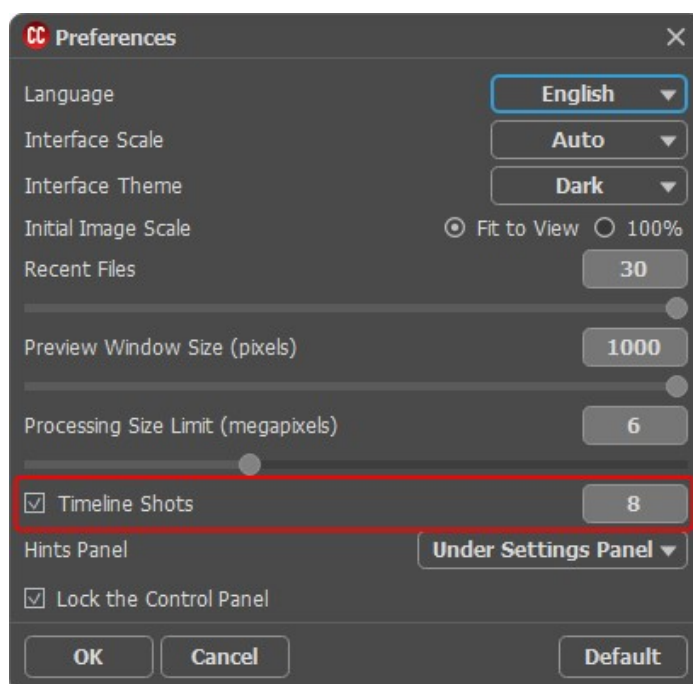 CC Preferences
Language English
Interface Scale Auto
Interface Theme Dark
Initial Image Scale Fit to View 100%
Recent Files 30
Preview Window Size (pixels) 1000
Processing Size Limit (megapixels) 6
Timeline Shots 8
Hints Panel Under Settings Panel
Lock the Control Panel
OK Cancel Default